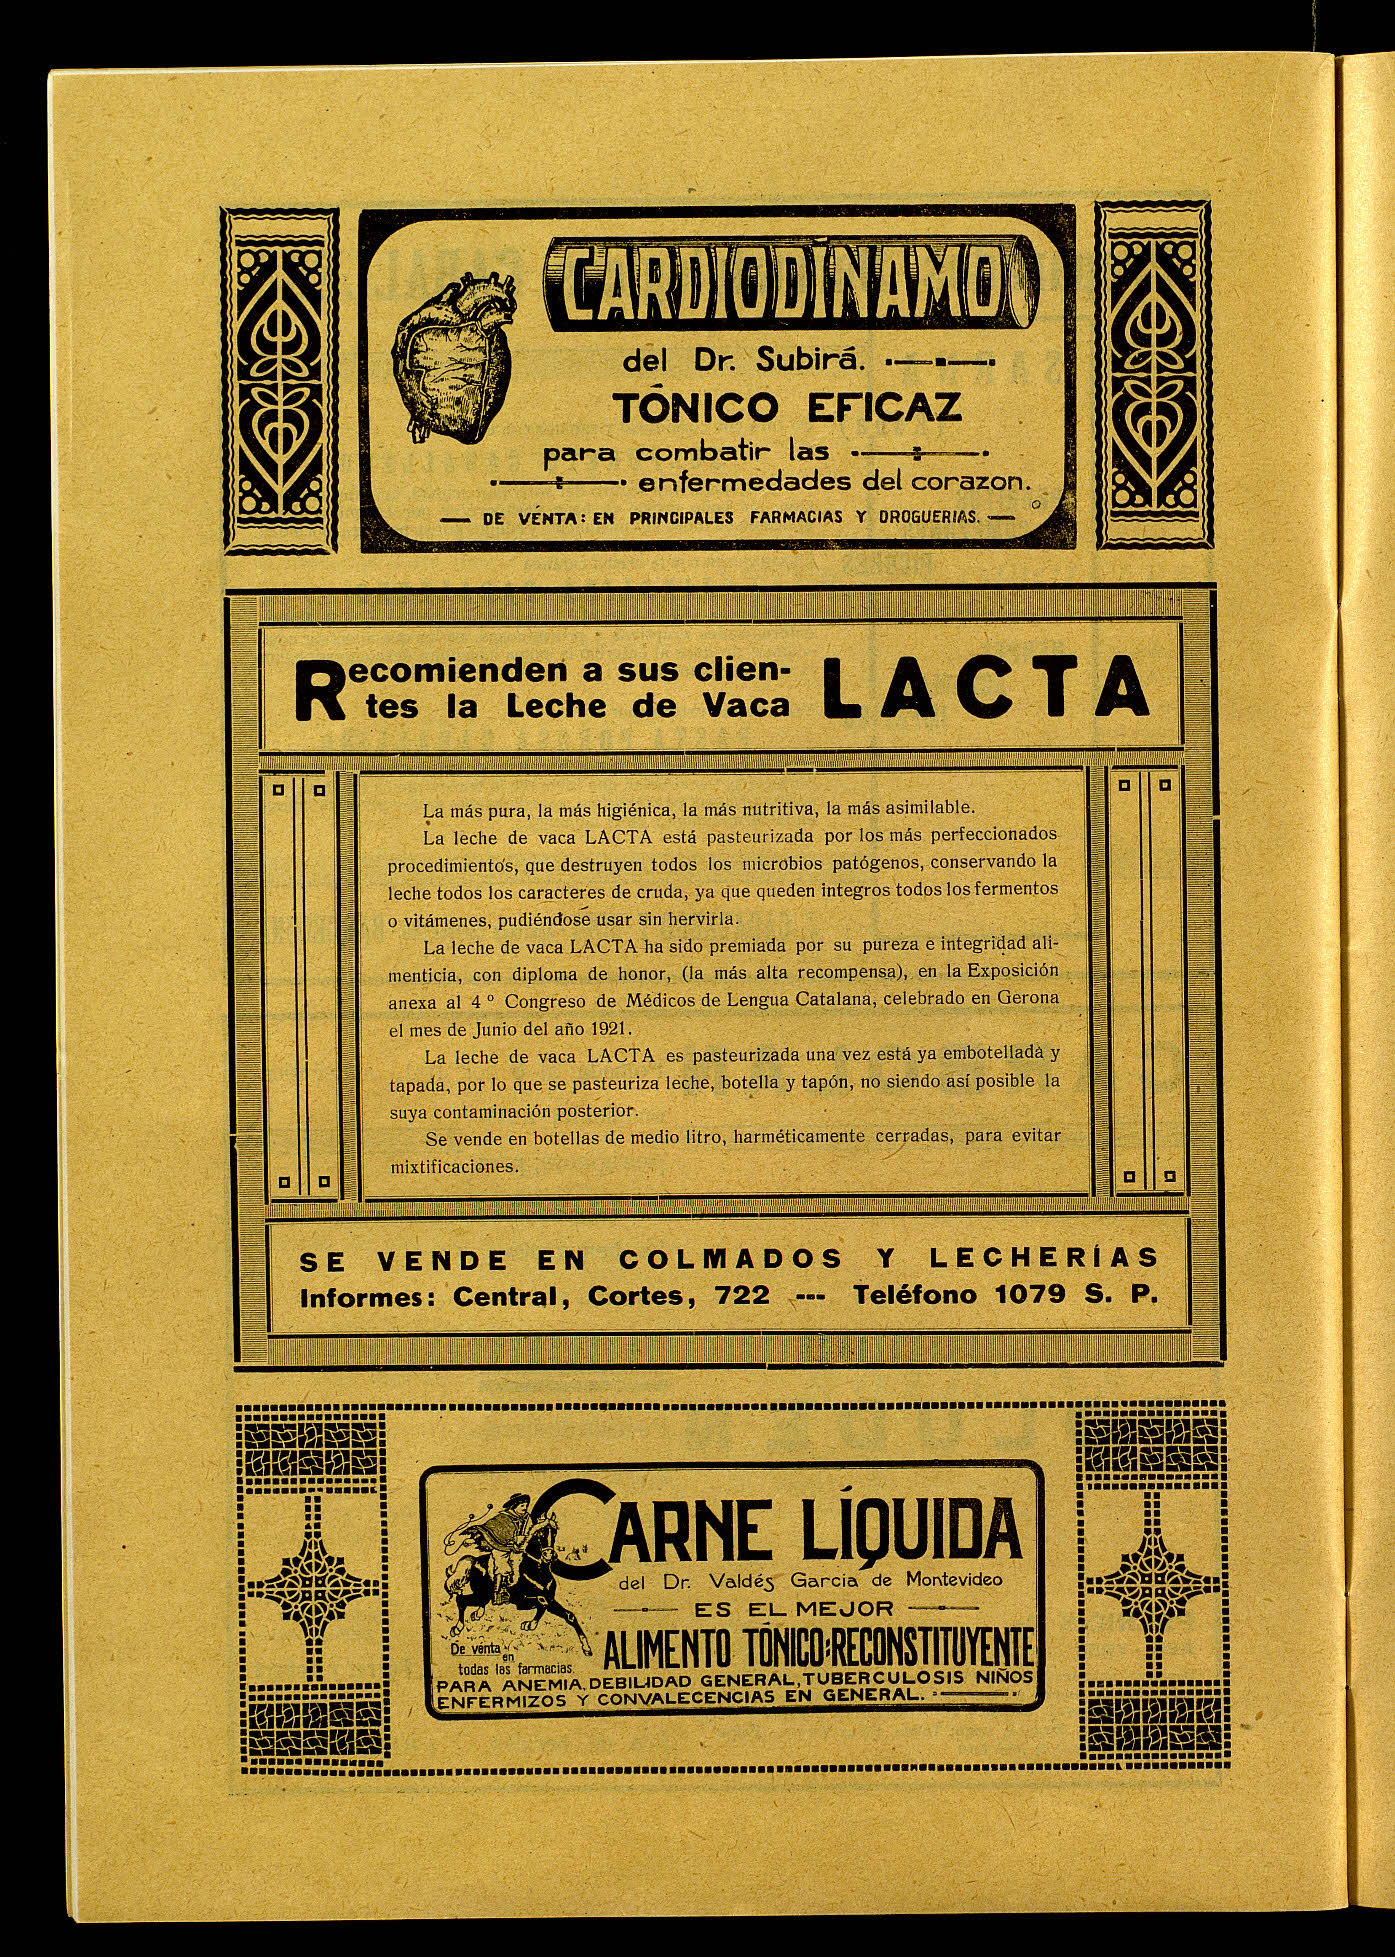 CARDIODÍNAMO
del Dr. Subirá.
TÓNICO EFICAZ
para combatir las
enfermedades del corazon.
DE VÉNTA: EN PRINCIPALES FARMACIAS Y DROGUERIAS.
Recomienden a sus clien-
tes la Leche de Vaca LACTA
La más pura, la más higiénica, la más nutritiva, la más asimilable.
La leche de vaca LACTA está pasteurizada por los más perfeccionados
procedimientos, que destruyen todos los microbios patógenos, conservando la
leche todos los caracteres de cruda, ya que queden integros todos los fermentos
o vitámenes, pudiéndose usar sin hervirla.
La leche de vaca LACTA ha sido premiada por su pureza e integridad ali-
menticia, con diploma de honor, (la más alta recompensa), en la Exposición
anexa al 4º Congreso de Médicos de Lengua Catalana, celebrado en Gerona
el mes de Junio del año 1921.
La leche de vaca LACTA es pasteurizada una vez está ya embotellada y
tapada, por lo que se pasteuriza leche, botella y tapón, no siendo así posible la
suya contaminación posterior.
Se vende en botellas de medio litro, harméticamente cerradas, para evitar
mixtificaciones.
SE VENDE EN COLMADOS Y LECHERÍAS
Informes: Central, Cortes, 722 --- Teléfono 1079 S. P.
CARNE LÍQUIDA
del Dr. Valdés Garcia de Montevideo
ES EL MEJOR
ALIMENTO TÓNICO-RECONSTITUYENTE
De venta
en
todas las farmacias.
PARA ANEMIA, DEBILIDAD GENERAL, TUBERCULOSIS NIÑOS
ENFERMIZOS Y CONVALECENCIAS EN GENERAL.